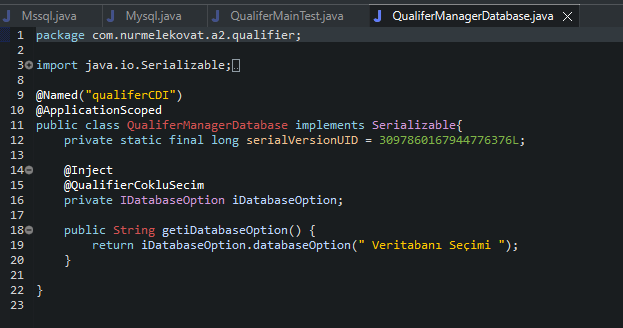 Mssql.java
Mysql.java
QualiferMainTest.java
QualiferManagerDatabase.java
1 package com.nurmelekovat.a2.qualifier;
2
3 import java.io.Serializable;
8
9 @Named("qualiferCDI")
10 @ApplicationScoped
11 public class QualiferManagerDatabase implements Serializable{
12     private static final long serialVersionUID = 3097860167944776376L;
13
14     @Inject
15     @QualifierCokluSecim
16     private IDatabaseOption iDatabaseOption;
17
18     public String getiDatabaseOption() {
19         return iDatabaseOption.databaseOption(" Veritabanı Seçimi ");
20     }
21
22 }
23